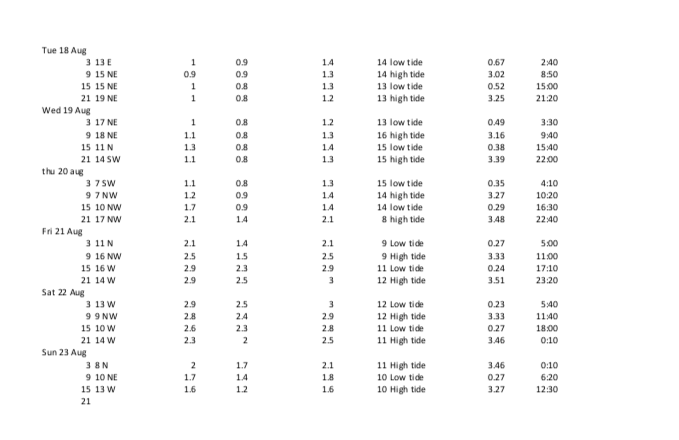 Tue 18 Aug
3 13 E 1 0.9 1.4 14 low tide 0.67 2:40
9 15 NE 0.9 0.9 1.3 14 high tide 3.02 8:50
15 15 NE 1 0.8 1.3 13 low tide 0.52 15:00
21 19 NE 1 0.8 1.2 13 high tide 3.25 21:20
Wed 19 Aug
3 17 NE 1 0.8 1.2 13 low tide 0.49 3:30
9 18 NE 1.1 0.8 1.3 16 high tide 3.16 9:40
15 11 N 1.3 0.8 1.4 15 low tide 0.38 15:40
21 14 SW 1.1 0.8 1.3 15 high tide 3.39 22:00
thu 20 aug
3 7 SW 1.1 0.8 1.3 15 low tide 0.35 4:10
9 7 NW 1.2 0.9 1.4 14 high tide 3.27 10:20
15 10 NW 1.7 0.9 1.4 14 low tide 0.29 16:30
21 17 NW 2.1 1.4 2.1 8 high tide 3.48 22:40
Fri 21 Aug
3 11 N 2.1 1.4 2.1 9 Low tide 0.27 5:00
9 16 NW 2.5 1.5 2.5 9 High tide 3.33 11:00
15 16 W 2.9 2.3 2.9 11 Low tide 0.24 17:10
21 14 W 2.9 2.5 3 12 High tide 3.51 23:20
Sat 22 Aug
3 13 W 2.9 2.5 3 12 Low tide 0.23 5:40
9 9 NW 2.8 2.4 2.9 12 High tide 3.33 11:40
15 10 W 2.6 2.3 2.8 11 Low tide 0.27 18:00
21 14 W 2.3 2 2.5 11 High tide 3.46 0:10
Sun 23 Aug
3 8 N 2 1.7 2.1 11 High tide 3.46 0:10
9 10 NE 1.7 1.4 1.8 10 Low tide 0.27 6:20
15 13 W 1.6 1.2 1.6 10 High tide 3.27 12:30
21